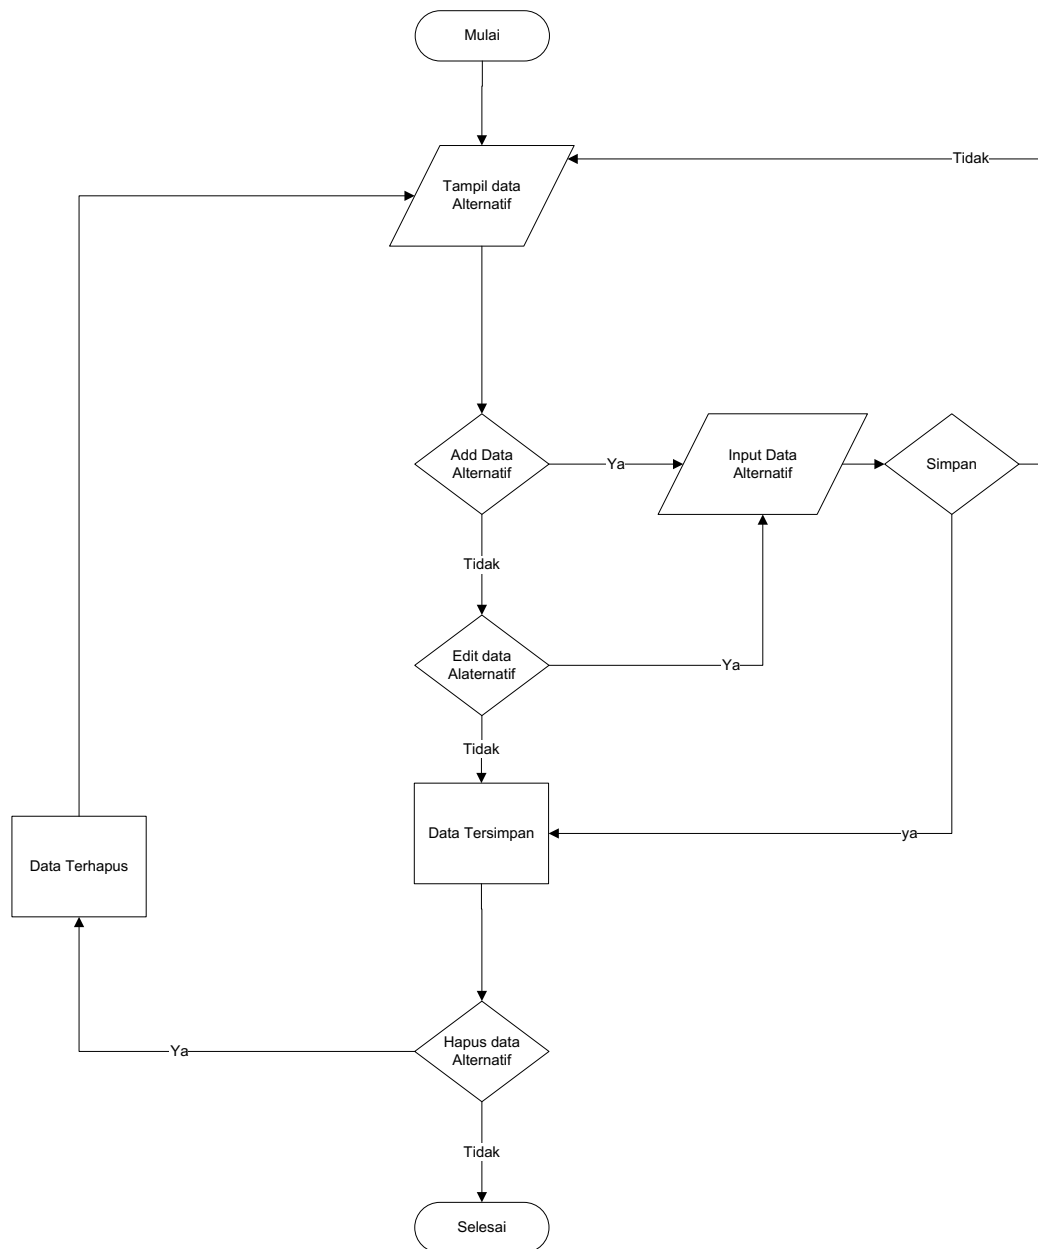 Mulai
Tidak
Tampil data
Alternatif
Add Data
Alternatif
Ya
Input Data
Alternatif
Simpan
Tidak
Edit data
Alaternatif
Ya
Tidak
Data Tersimpan
ya
Data Terhapus
Hapus data
Alternatif
Ya
Tidak
Selesai